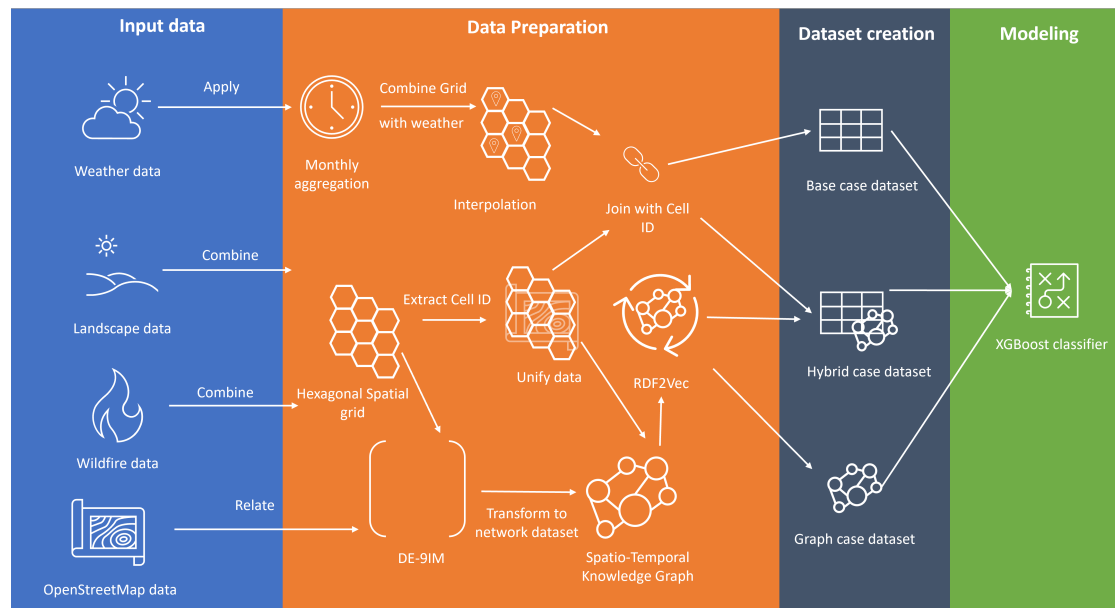 Input data
Data Preparation
Dataset creation
Modeling
Apply
Combine Grid
with weather
Weather data
Monthly
aggregation
Interpolation
Join with Cell
ID
Base case dataset
Combine
Landscape data
Extract Cell ID
Hexagonal Spatial
grid
Unify data
RDF2Vec
Hybrid case dataset
XGBoost classifier
Combine
Wildfire data
Relate
OpenStreetMap data
DE-9IM
Transform to
network dataset
Spatio-Temporal
Knowledge Graph
Graph case dataset